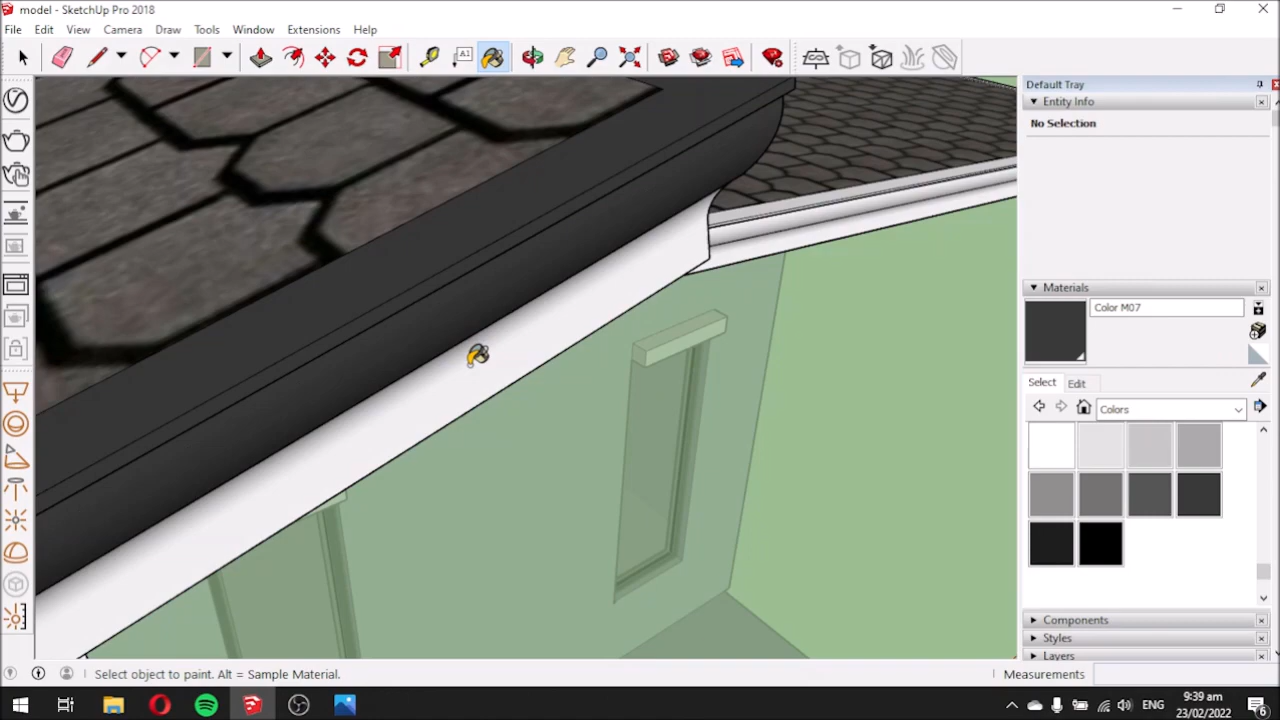 model - SketchUp Pro 2018
File Edit View Camera Draw Tools Window Extensions Help
A1
Default Tray
Entity Info
No Selection
Materials
Color M07
Select Edit
Colors
Components
Styles
Layers
Select object to paint. Alt = Sample Material.
Measurements
ENG
9:39 am
23/02/2022
6